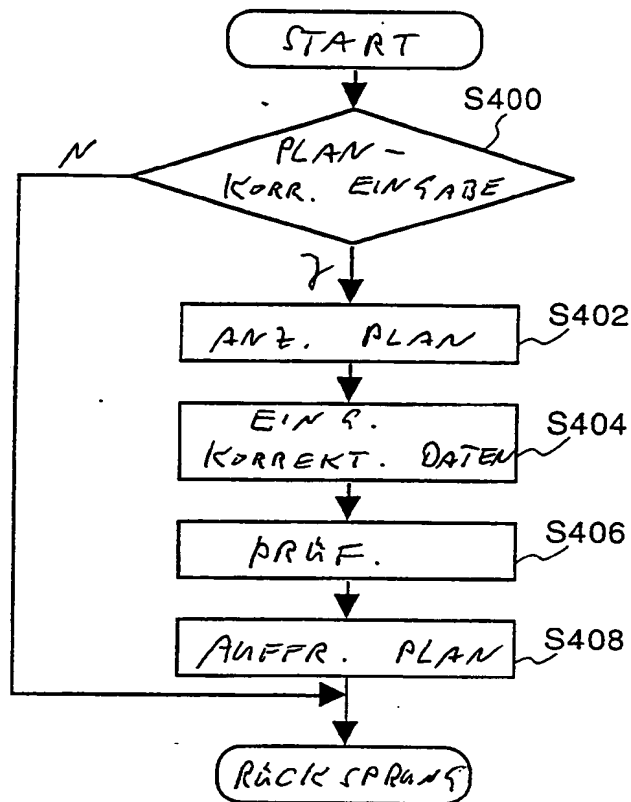 START
S400
N
PLAN-
KORR. EINGABE
Y
S402
ANZ. PLAN
EING.
S404
KORREKT. DATEN
S406
PRÜF.
S408
AUFFR. PLAN
RÜCKSPRUNG